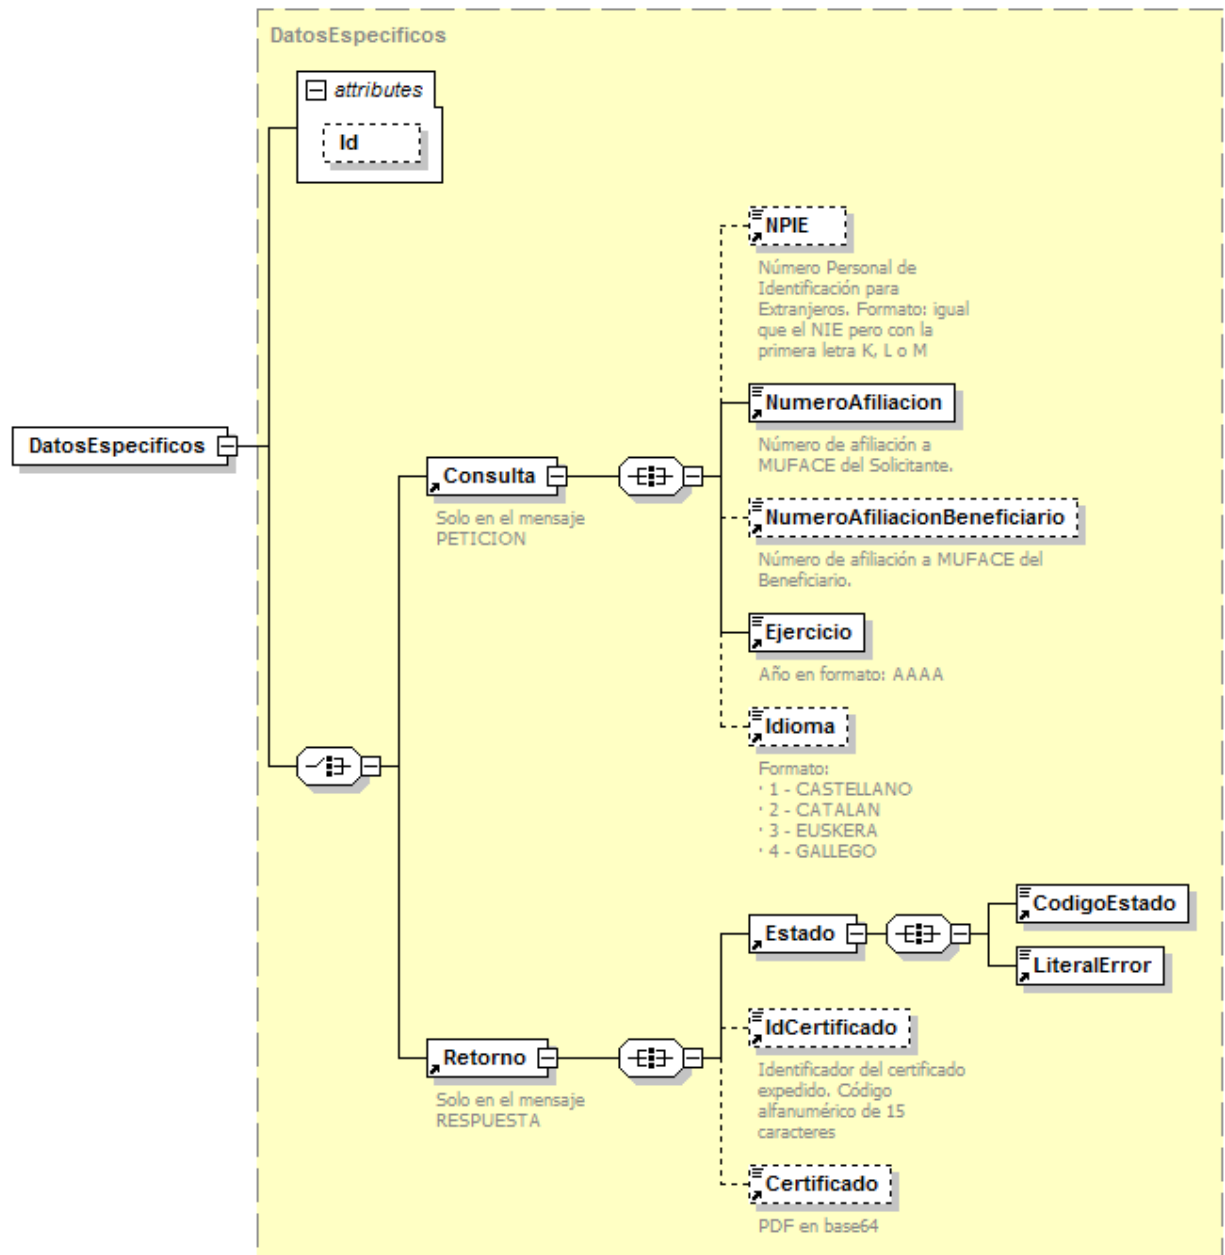 DatosEspecificos
attributes
Id
NPIE
Número Personal de
Identificación para
Extranjeros. Formato: igual
que el NIE pero con la
primera letra K, L o M
NumeroAfiliacion
Número de afiliación a
MUFACE del Solicitante.
DatosEspecificos
Consulta
Solo en el mensaje
PETICION
NumeroAfiliacionBeneficiario
Número de afiliación a MUFACE del
Beneficiario.
Ejercicio
Año en formato: AAAA
Idioma
Formato:
· 1 - CASTELLANO
· 2 - CATALAN
· 3 - EUSKERA
· 4 - GALLEGO
Estado
CodigoEstado
LiteralError
Retorno
Solo en el mensaje
RESPUESTA
IdCertificado
Identificador del certificado
expedido. Código
alfanumérico de 15
caracteres
Certificado
PDF en base64